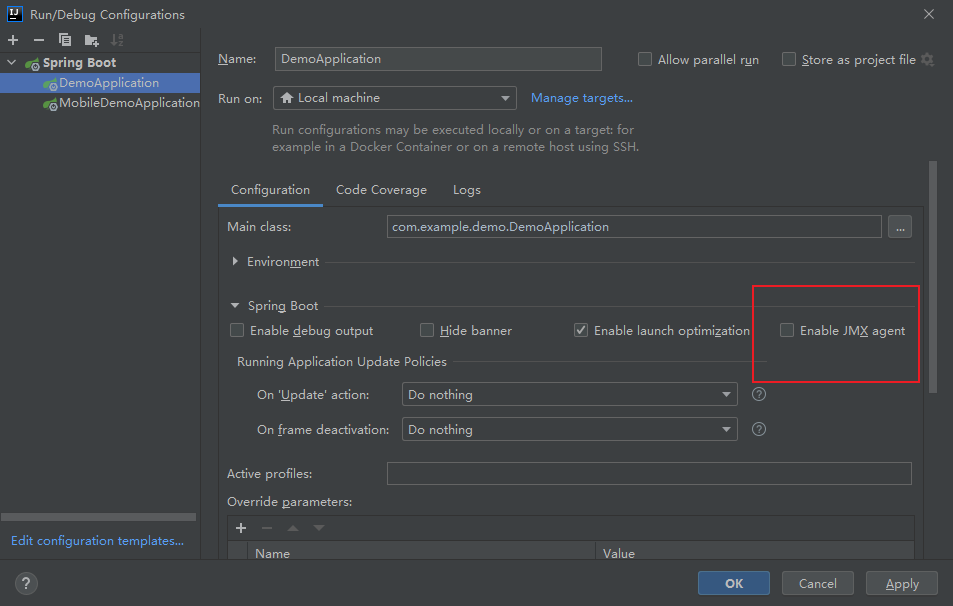 Run/Debug Configurations
Spring Boot
DemoApplication
MobileDemoApplication
Edit configuration templates...
Name: DemoApplication Allow parallel run Store as project file
Run on: Local machine Manage targets...
Run configurations may be executed locally or on a target: for
example in a Docker Container or on a remote host using SSH.
Configuration Code Coverage Logs
Main class: com.example.demo.DemoApplication ...
Environment
Spring Boot
Enable debug output Hide banner Enable launch optimization Enable JMX agent
Running Application Update Policies
On 'Update' action: Do nothing ?
On frame deactivation: Do nothing ?
Active profiles:
Override parameters:
Name Value
? OK Cancel Apply